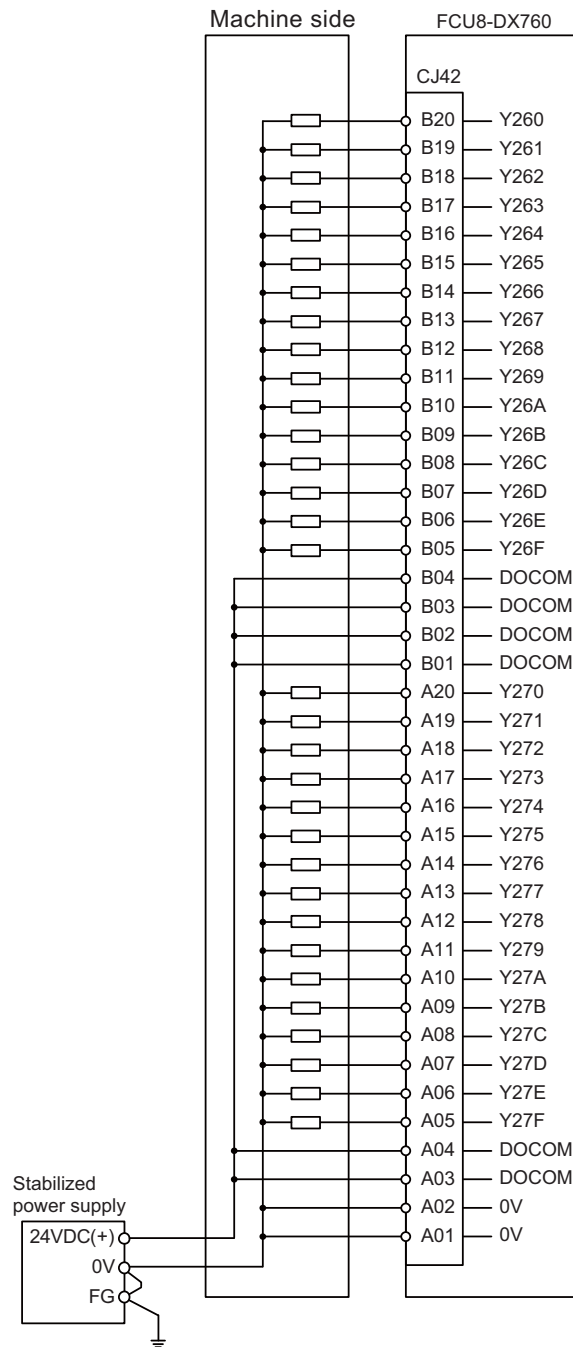 Machine side FCU8-DX760
CJ42
B20 Y260
B19 Y261
B18 Y262
B17 Y263
B16 Y264
B15 Y265
B14 Y266
B13 Y267
B12 Y268
B11 Y269
B10 Y26A
B09 Y26B
B08 Y26C
B07 Y26D
B06 Y26E
B05 Y26F
B04 DOCOM
B03 DOCOM
B02 DOCOM
B01 DOCOM
A20 Y270
A19 Y271
A18 Y272
A17 Y273
A16 Y274
A15 Y275
A14 Y276
A13 Y277
A12 Y278
A11 Y279
A10 Y27A
A09 Y27B
A08 Y27C
A07 Y27D
A06 Y27E
A05 Y27F
A04 DOCOM
A03 DOCOM
A02 0V
A01 0V
Stabilized
power supply
24VDC(+)
0V
FG